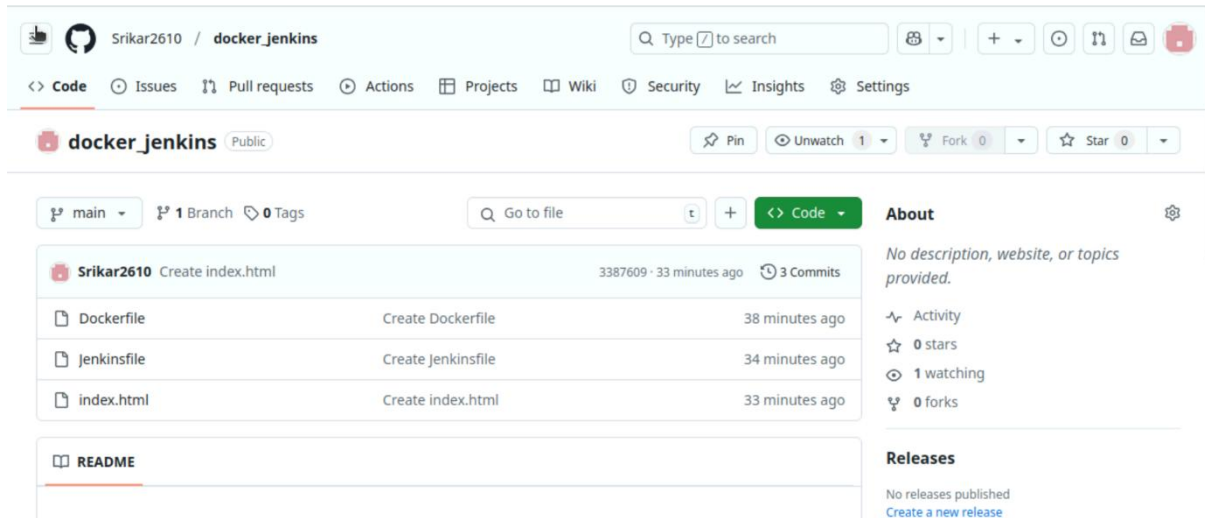 Srikar2610 / docker_jenkins
Type / to search
Code Issues Pull requests Actions Projects Wiki Security Insights Settings
docker_jenkins Public
Pin Unwatch 1 Fork 0 Star 0
main 1 Branch 0 Tags Go to file t + Code
About
No description, website, or topics
provided.
Srikar2610 Create index.html 3387609 · 33 minutes ago 3 Commits
Dockerfile Create Dockerfile 38 minutes ago
Jenkinsfile Create Jenkinsfile 34 minutes ago
index.html Create index.html 33 minutes ago
Activity
0 stars
1 watching
0 forks
README
Releases
No releases published
Create a new release